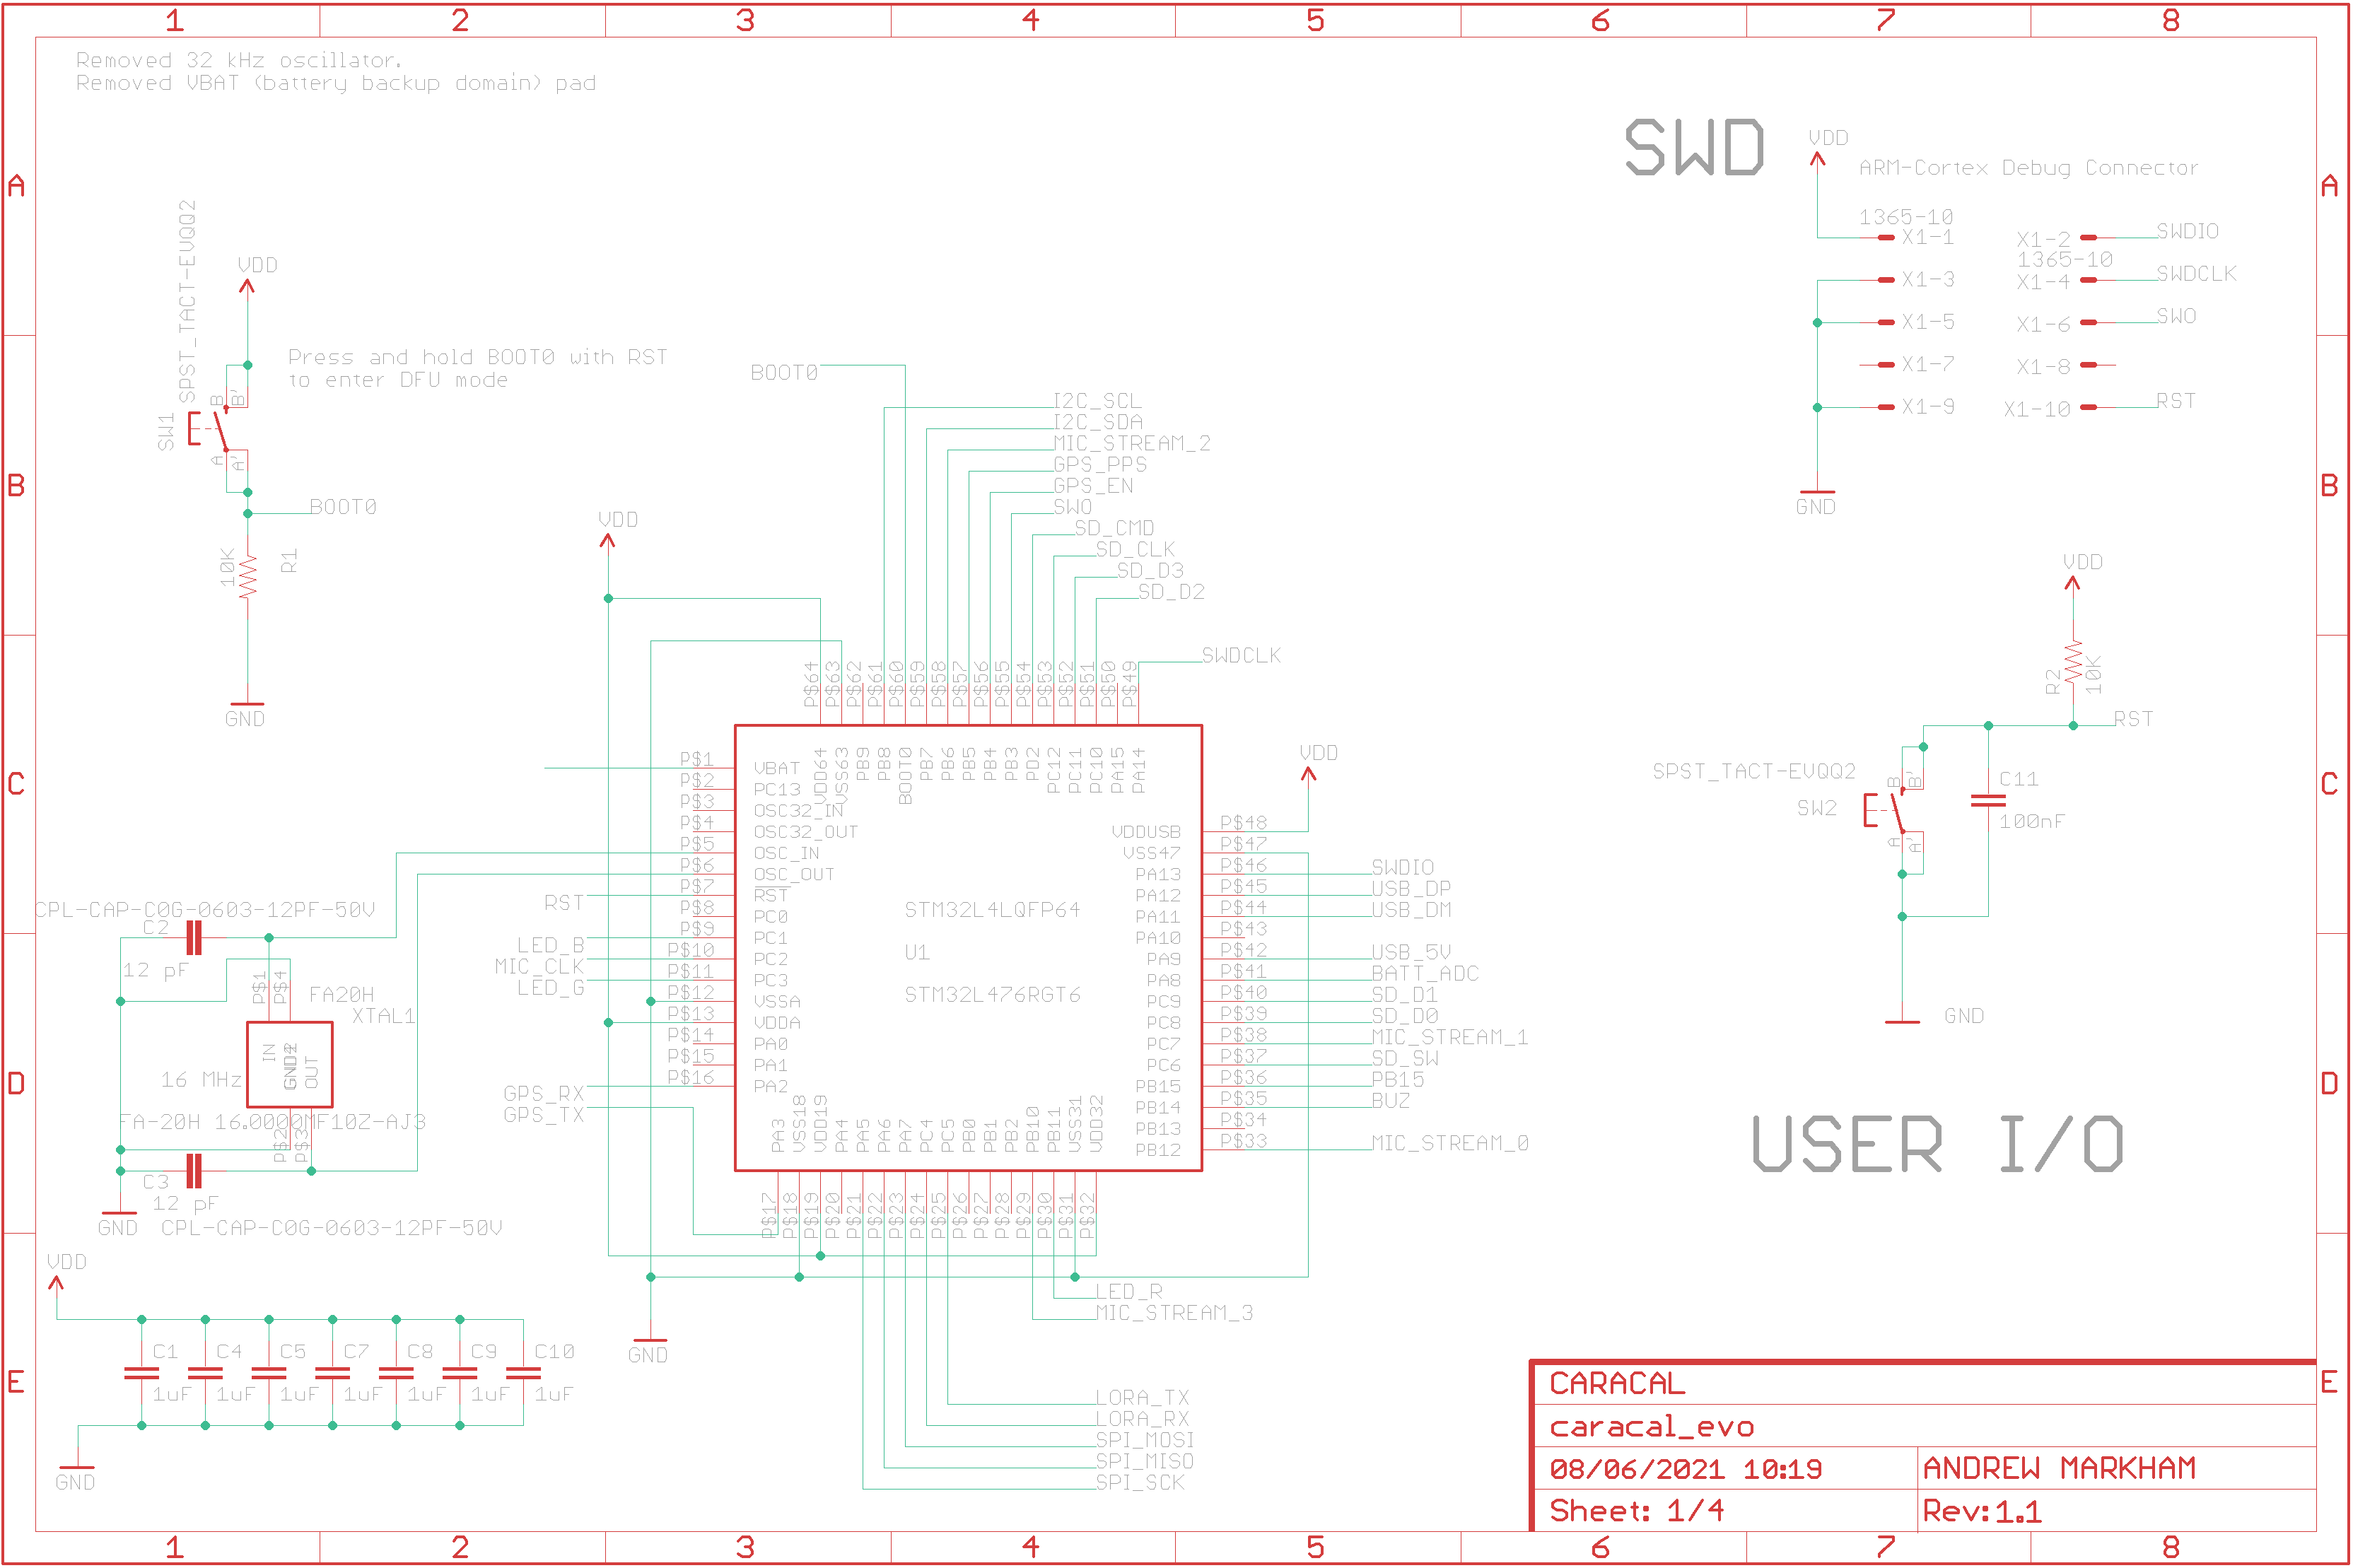 1 2 3 4 5 6 7 8
Removed 32 kHz oscillator.
Removed VBAT (battery backup domain) pad
SWD
VDD
ARM-Cortex Debug Connector
1365-10
X1-1
X1-3
X1-5
X1-7
X1-9
X1-2
1365-10
X1-4
X1-6
X1-8
X1-10
SWDIO
SWDCLK
SWO
RST
GND
A
A
B
B
C
C
D
D
E
E
SPST_TACT-EVQQ2
VDD
Press and hold BOOT0 with RST
to enter DFU mode
SW1
B
B'
A
A'
BOOT0
10K
R1
GND
BOOT0
I2C_SCL
I2C_SDA
MIC_STREAM_2
GPS_PPS
GPS_EN
SWO
SD_CMD
SD_CLK
SD_D3
SD_D2
SWDCLK
VDD
P$64
P$63
P$62
P$61
P$60
P$59
P$58
P$57
P$56
P$55
P$54
P$53
P$52
P$51
P$50
P$49
VDD64
VSS63
PB9
PB8
BOOT0
PB7
PB6
PB5
PB4
PB3
PD2
PC12
PC11
PC10
PA15
PA14
P$1 VBAT
P$2 PC13
P$3 OSC32_IN
P$4 OSC32_OUT
P$5 OSC_IN
P$6 OSC_OUT
RST P$7 RST
P$8 PC0
LED_B P$9 PC1
MIC_CLK P$10 PC2
LED_G P$11 PC3
P$12 VSSA
P$13 VDDA
P$14 PA0
P$15 PA1
GPS_RX P$16 PA2
GPS_TX
STM32L4LQFP64
U1
STM32L476RGT6
VDD
VDDUSB P$48
VSS47 P$47
PA13 P$46 SWDIO
PA12 P$45 USB_DP
PA11 P$44 USB_DM
PA10 P$43
PA9 P$42 USB_5V
PA8 P$41 BATT_ADC
PC9 P$40 SD_D1
PC8 P$39 SD_D0
PC7 P$38 MIC_STREAM_1
PC6 P$37 SD_SW
PB15 P$36 PB15
PB14 P$35 BUZ
PB13 P$34
PB12 P$33 MIC_STREAM_0
PA3
VSS18
VDD19
PA4
PA5
PA6
PA7
PC4
PC5
PB0
PB1
PB2
PB10
PB11
VSS31
VDD32
P$17
P$18
P$19
P$20
P$21
P$22
P$23
P$24
P$25
P$26
P$27
P$28
P$29
P$30
P$31
P$32
LED_R
MIC_STREAM_3
GND
LORA_TX
LORA_RX
SPI_MOSI
SPI_MISO
SPI_SCK
VDD
R2
10K
RST
SPST_TACT-EVQQ2
SW2
B
B'
A
A'
C11
100nF
GND
USER I/O
CPL-CAP-C0G-0603-12PF-50V
C2
12 pF
P$1
P$4
FA20H
XTAL1
IN
OUT
16 MHz
FA-20H 16.0000MF10Z-AJ3
P$2
P$3
C3
12 pF
GND
CPL-CAP-C0G-0603-12PF-50V
VDD
C1 C4 C5 C7 C8 C9 C10
1uF 1uF 1uF 1uF 1uF 1uF 1uF
GND
CARACAL
caracal_evo
08/06/2021 10:19
ANDREW MARKHAM
Sheet: 1/4
Rev:1.1
1 2 3 4 5 6 7 8